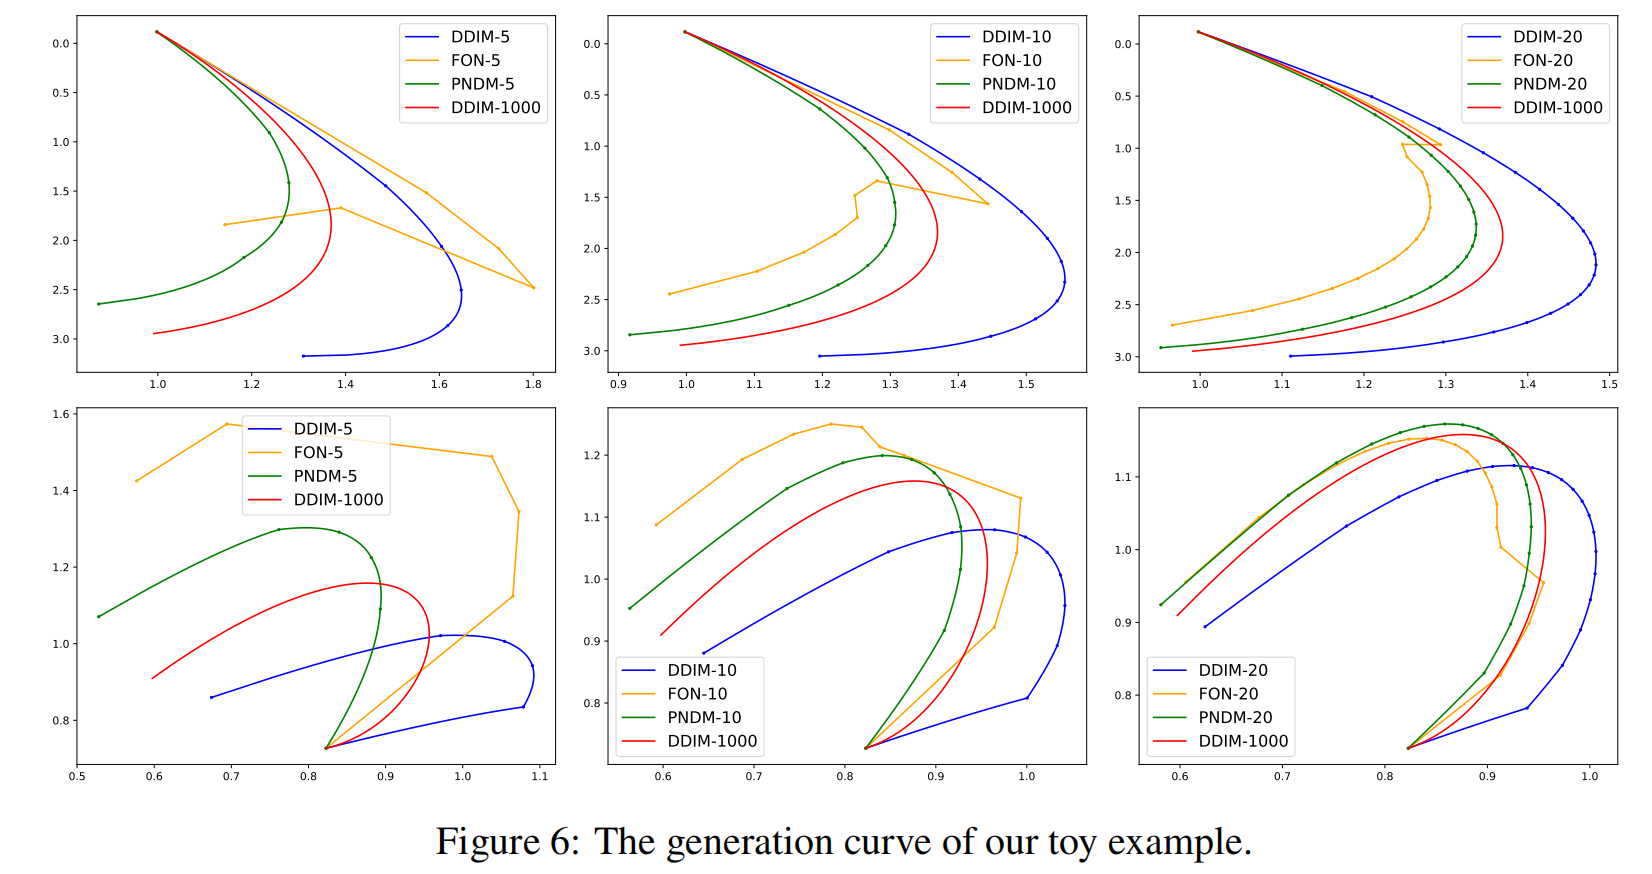 DDIM-5
FON-5
PNDM-5
DDIM-1000
0.0
0.5
1.0
1.5
2.0
2.5
3.0
1.0 1.2 1.4 1.6 1.8
DDIM-10
FON-10
PNDM-10
DDIM-1000
0.0
0.5
1.0
1.5
2.0
2.5
3.0
0.9 1.0 1.1 1.2 1.3 1.4 1.5
DDIM-20
FON-20
PNDM-20
DDIM-1000
0.0
0.5
1.0
1.5
2.0
2.5
3.0
1.0 1.1 1.2 1.3 1.4 1.5
DDIM-5
FON-5
PNDM-5
DDIM-1000
1.6
1.4
1.2
1.0
0.8
0.5 0.6 0.7 0.8 0.9 1.0 1.1
1.2
1.1
1.0
0.9
0.8
DDIM-10
FON-10
PNDM-10
DDIM-1000
0.6 0.7 0.8 0.9 1.0
1.1
1.0
0.9
0.8
DDIM-20
FON-20
PNDM-20
DDIM-1000
0.6 0.7 0.8 0.9 1.0
Figure 6: The generation curve of our toy example.